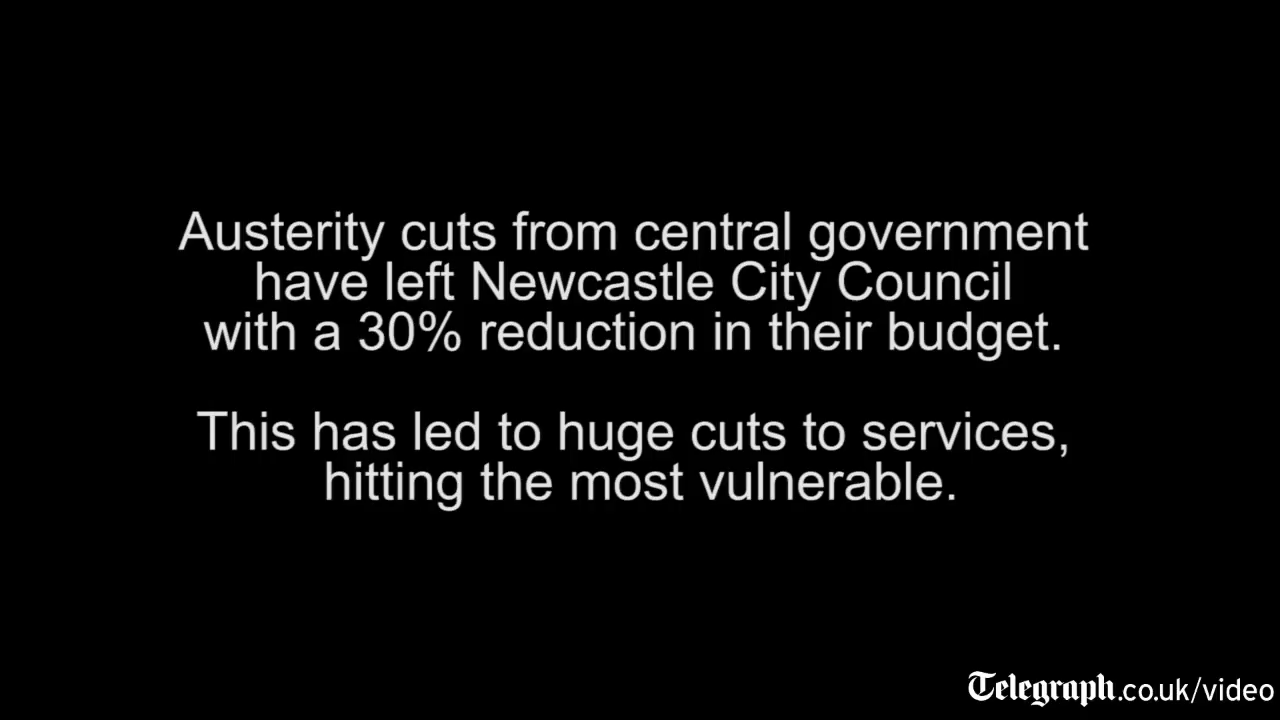 Austerity cuts from central government
have left Newcastle City Council
with a 30% reduction in their budget.
This has led to huge cuts to services,
hitting the most vulnerable.
Telegraph.co.uk/video